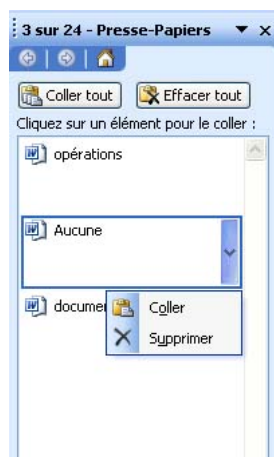 3 sur 24 - Presse-Papiers
Coller tout Effacer tout
Cliquez sur un élément pour le coller :
opérations
Aucune
Coller
Supprimer